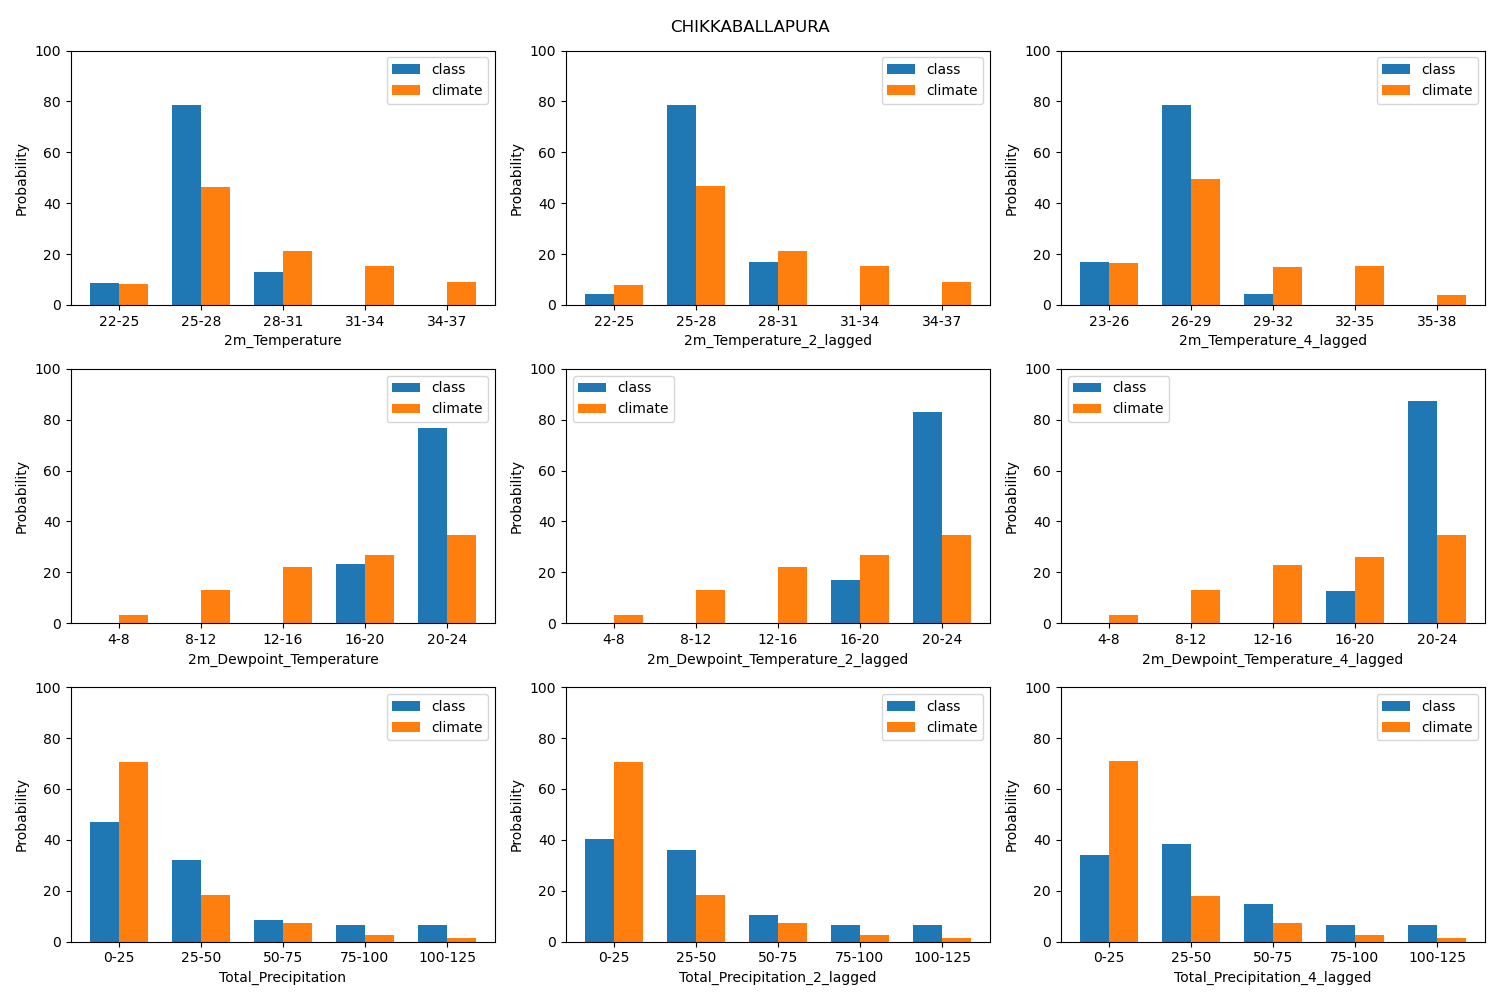 CHIKKABALLAPURA
100
80
60
40
20
0
Probability
class
climate
22-25 25-28 28-31 31-34 34-37
2m_Temperature
100
80
60
40
20
0
Probability
class
climate
22-25 25-28 28-31 31-34 34-37
2m_Temperature_2_lagged
100
80
60
40
20
0
Probability
class
climate
23-26 26-29 29-32 32-35 35-38
2m_Temperature_4_lagged
100
80
60
40
20
0
Probability
class
climate
4-8 8-12 12-16 16-20 20-24
2m_Dewpoint_Temperature
100
80
60
40
20
0
Probability
class
climate
4-8 8-12 12-16 16-20 20-24
2m_Dewpoint_Temperature_2_lagged
100
80
60
40
20
0
Probability
class
climate
4-8 8-12 12-16 16-20 20-24
2m_Dewpoint_Temperature_4_lagged
100
80
60
40
20
0
Probability
class
climate
0-25 25-50 50-75 75-100 100-125
Total_Precipitation
100
80
60
40
20
0
Probability
class
climate
0-25 25-50 50-75 75-100 100-125
Total_Precipitation_2_lagged
100
80
60
40
20
0
Probability
class
climate
0-25 25-50 50-75 75-100 100-125
Total_Precipitation_4_lagged